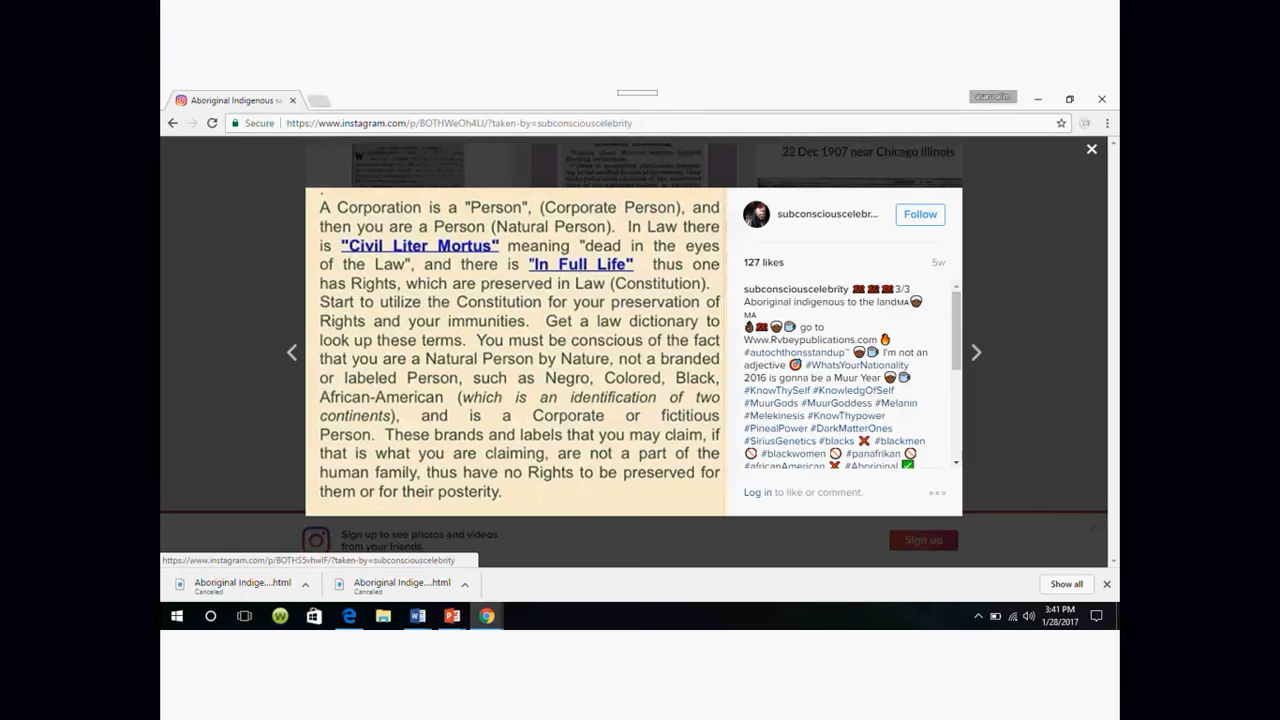 Aboriginal Indigenous M
asaru alim
Secure
https://www.instagram.com/p/BOTHWeOh4LI/?taken-by=subconsciouscelebrity
22 Dec 1907 near Chicago Illinois
A Corporation is a "Person", (Corporate Person), and
then you are a Person (Natural Person). In Law there
is "Civil Liter Mortus" meaning "dead in the eyes
of the Law", and there is "In Full Life" thus one
has Rights, which are preserved in Law (Constitution).
Start to utilize the Constitution for your preservation of
Rights and your immunities. Get a law dictionary to
look up these terms. You must be conscious of the fact
that you are a Natural Person by Nature, not a branded
or labeled Person, such as Negro, Colored, Black,
African-American (which is an identification of two
continents), and is a Corporate or fictitious
Person. These brands and labels that you may claim, if
that is what you are claiming, are not a part of the
human family, thus have no Rights to be preserved for
them or for their posterity.
subconsciouscelebr...
Follow
127 likes
5w
subconsciouscelebrity 3/3
Aboriginal indigenous to the landMA
MA
go to
Www.Rvbeypublications.com
#autochthonsstandup~ I'm not an
adjective #WhatsYourNationality
2016 is gonna be a Muur Year
#KnowThySelf #KnowledgOfSelf
#MuurGods #MuurGoddess #Melanin
#Melekinesis #KnowThypower
#PinealPower #DarkMatterOnes
#SiriusGenetics #blacks #blackmen
#blackwomen #panafrikan
#africanAmerican #Aboriginal
Log in to like or comment.
Sign up to see photos and videos
from your friends.
Sign up
https://www.instagram.com/p/BOTHS5vhwIF/?taken-by=subconsciouscelebrity
Aboriginal Indige....html
Canceled
Aboriginal Indige....html
Canceled
Show all
3:41 PM
1/28/2017